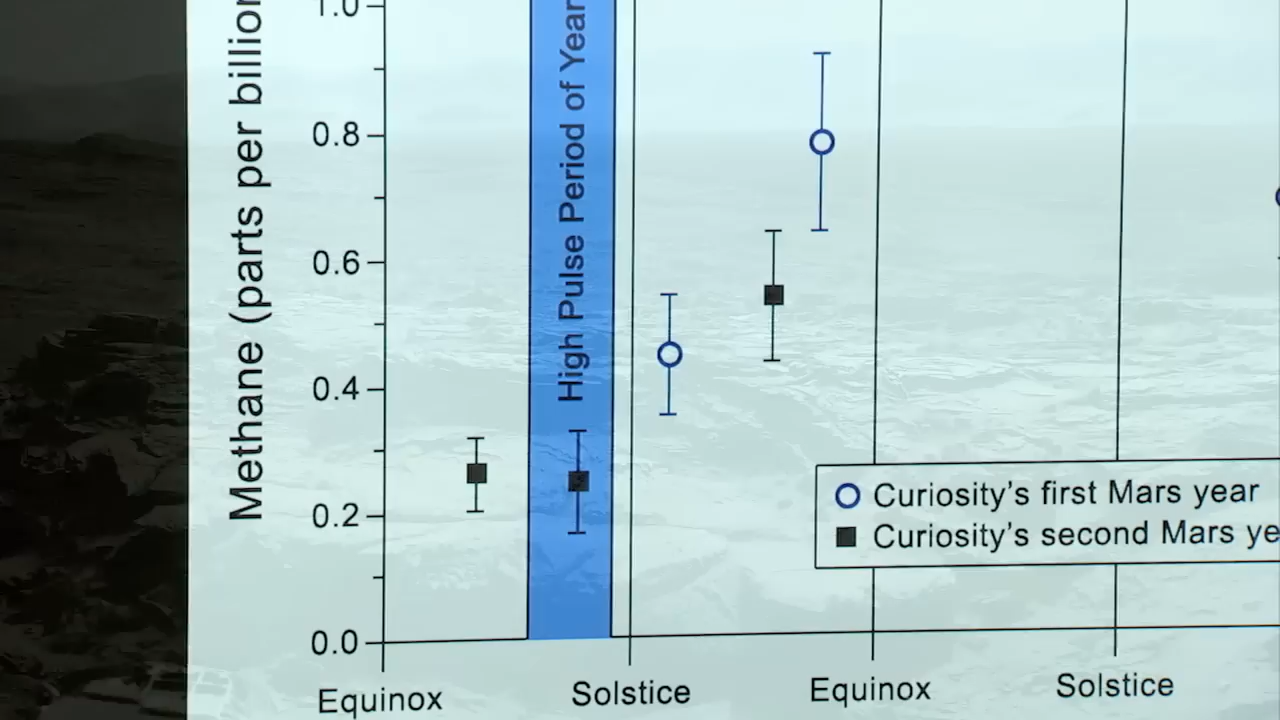 Methane (parts per billion
1.0
0.8
0.6
0.4
0.2
0.0
High Pulse Period of Year
Curiosity's first Mars year
Curiosity's second Mars ye
Equinox
Solstice
Equinox
Solstice